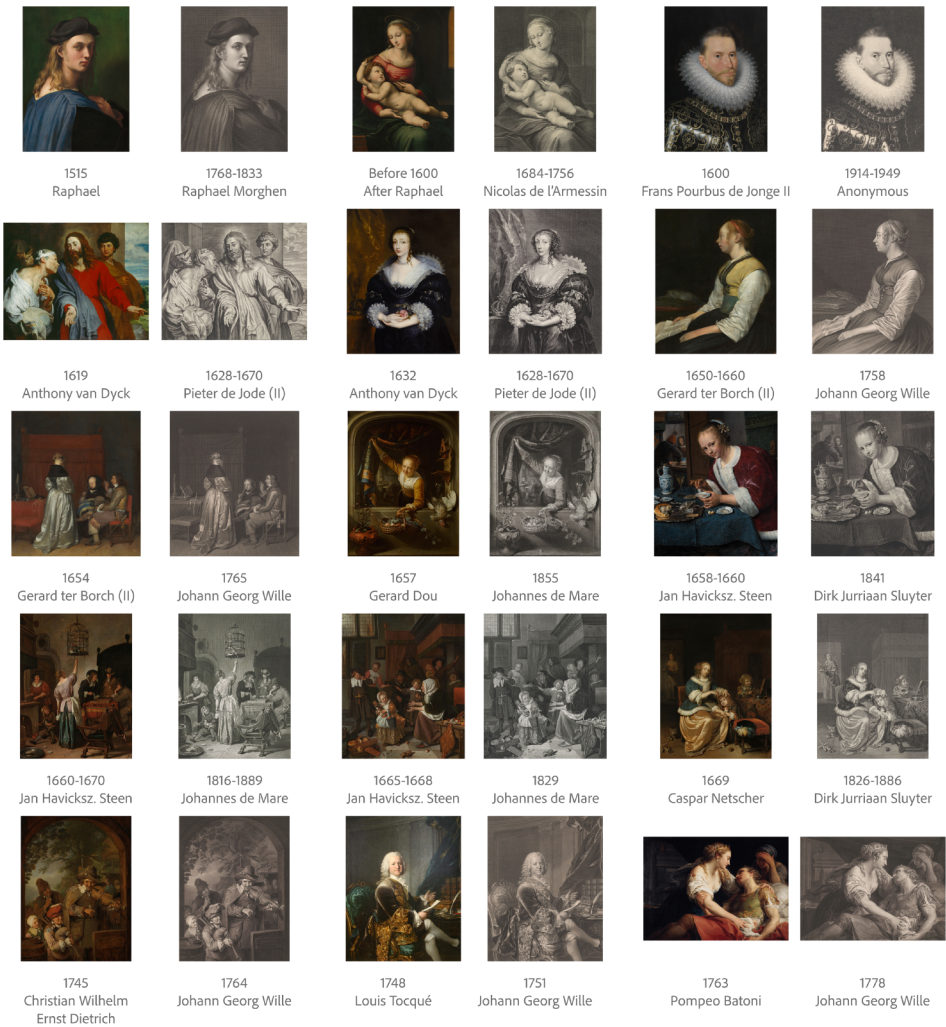 1515
Raphael
1768-1833
Raphael Morghen
Before 1600
After Raphael
1684-1756
Nicolas de l'Armessin
1600
Frans Pourbus de Jonge II
1914-1949
Anonymous
1619
Anthony van Dyck
1628-1670
Pieter de Jode (II)
1632
Anthony van Dyck
1628-1670
Pieter de Jode (II)
1650-1660
Gerard ter Borch (II)
1758
Johann Georg Wille
1654
Gerard ter Borch (II)
1765
Johann Georg Wille
1657
Gerard Dou
1855
Johannes de Mare
1658-1660
Jan Havicksz. Steen
1841
Dirk Jurriaan Sluyter
1660-1670
Jan Havicksz. Steen
1816-1889
Johannes de Mare
1665-1668
Jan Havicksz. Steen
1829
Johannes de Mare
1669
Caspar Netscher
1826-1886
Dirk Jurriaan Sluyter
1745
Christian Wilhelm
Ernst Dietrich
1764
Johann Georg Wille
1748
Louis Tocqué
1751
Johann Georg Wille
1763
Pompeo Batoni
1778
Johann Georg Wille